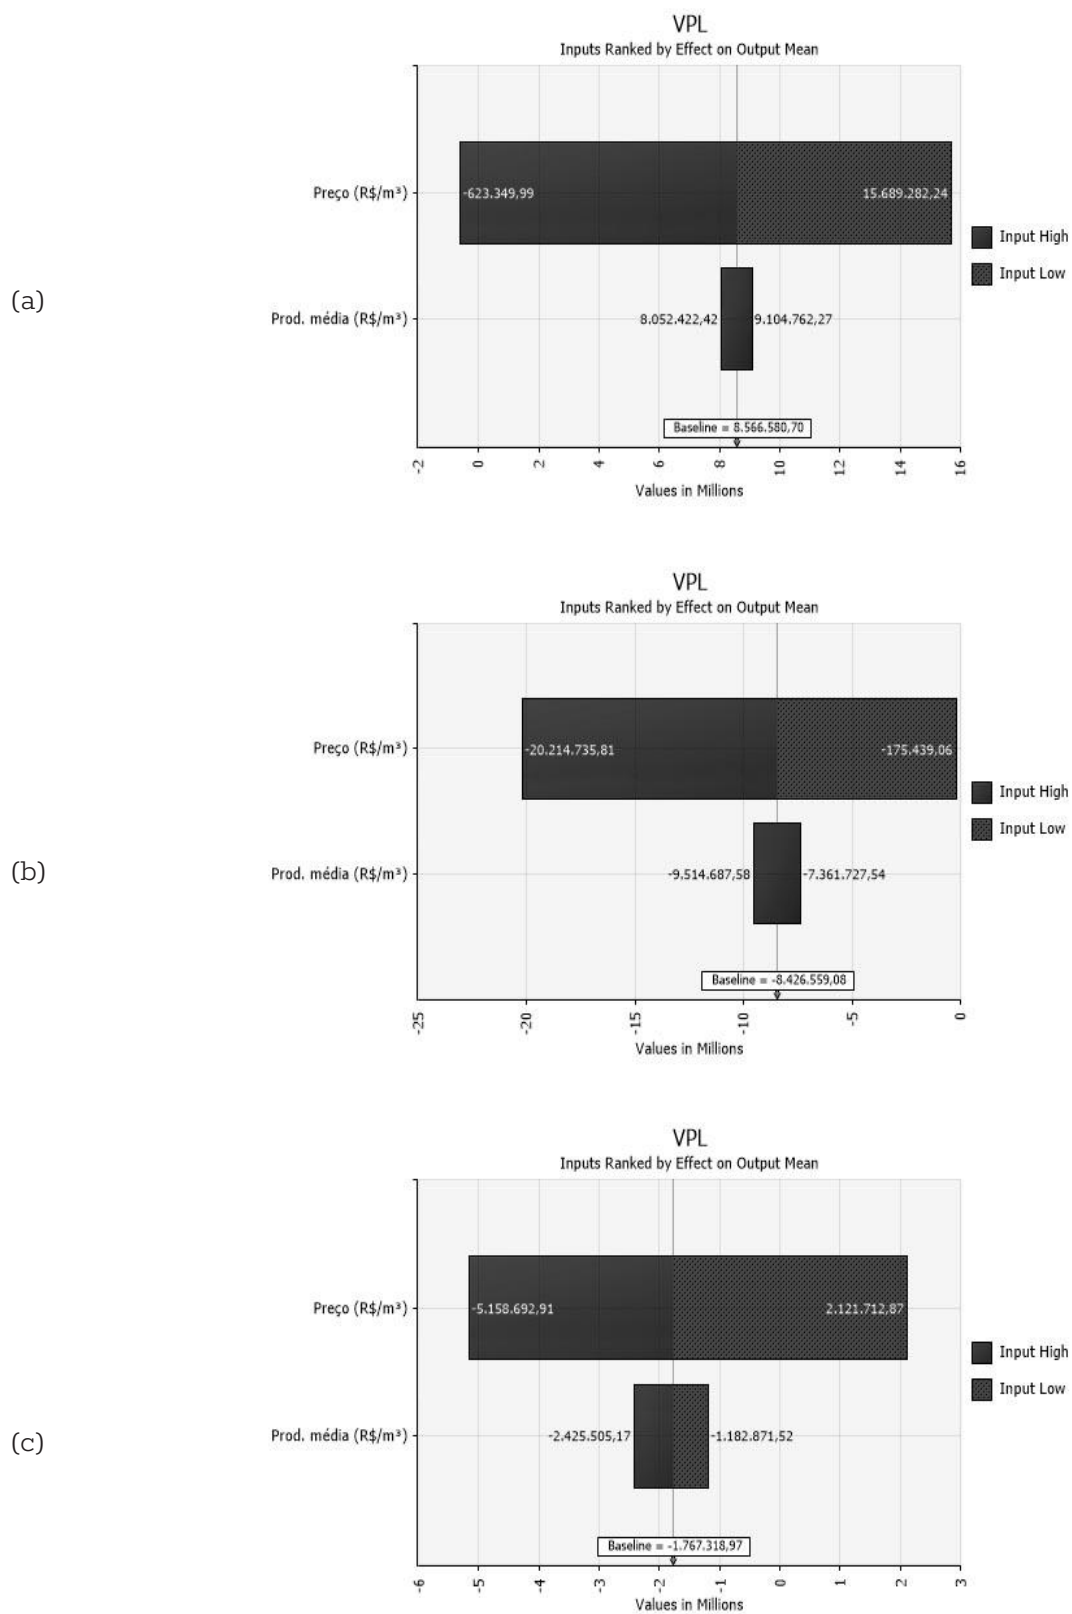 VPL
Inputs Ranked by Effect on Output Mean
Preço (R$/m³)
-623.349,99
15.689.282,24
Input High
Input Low
(a)
Prod. média (R$/m³)
8.052.422,42
9.104.762,27
Baseline = 8.566.580,70
-2 0 2 4 6 8 10 12 14 16
Values in Millions
VPL
Inputs Ranked by Effect on Output Mean
Preço (R$/m³)
-20.214.735,81
-175.439,06
Input High
Input Low
(b)
Prod. média (R$/m³)
-9.514.687,58
-7.361.727,54
Baseline = -8.426.559,08
-25 -20 -15 -10 -5 0
Values in Millions
VPL
Inputs Ranked by Effect on Output Mean
Preço (R$/m³)
-5.158.692,91
2.121.712,87
Input High
Input Low
(c)
Prod. média (R$/m³)
-2.425.505,17
-1.182.871,52
Baseline = -1.767.318,97
-6 -5 -4 -3 -2 -1 0 1 2 3
Values in Millions